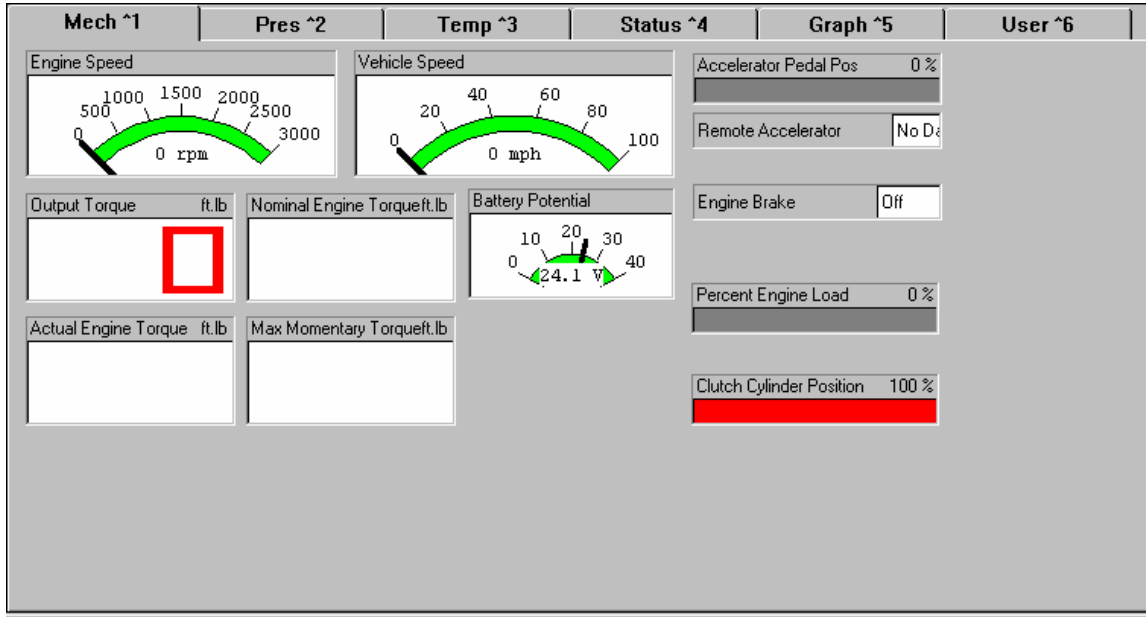 Mech ^1 Pres ^2 Temp ^3 Status ^4 Graph ^5 User ^6
Engine Speed
0 500 1000 1500 2000 2500 3000
0 rpm
Vehicle Speed
0 20 40 60 80 100
0 mph
Accelerator Pedal Pos 0 %
Remote Accelerator No Da
Output Torque ft.lb
0
Nominal Engine Torqueft.lb
Battery Potential
0 10 20 30 40
24.1 V
Engine Brake Off
Percent Engine Load 0 %
Actual Engine Torque ft.lb
Max Momentary Torqueft.lb
Clutch Cylinder Position 100 %